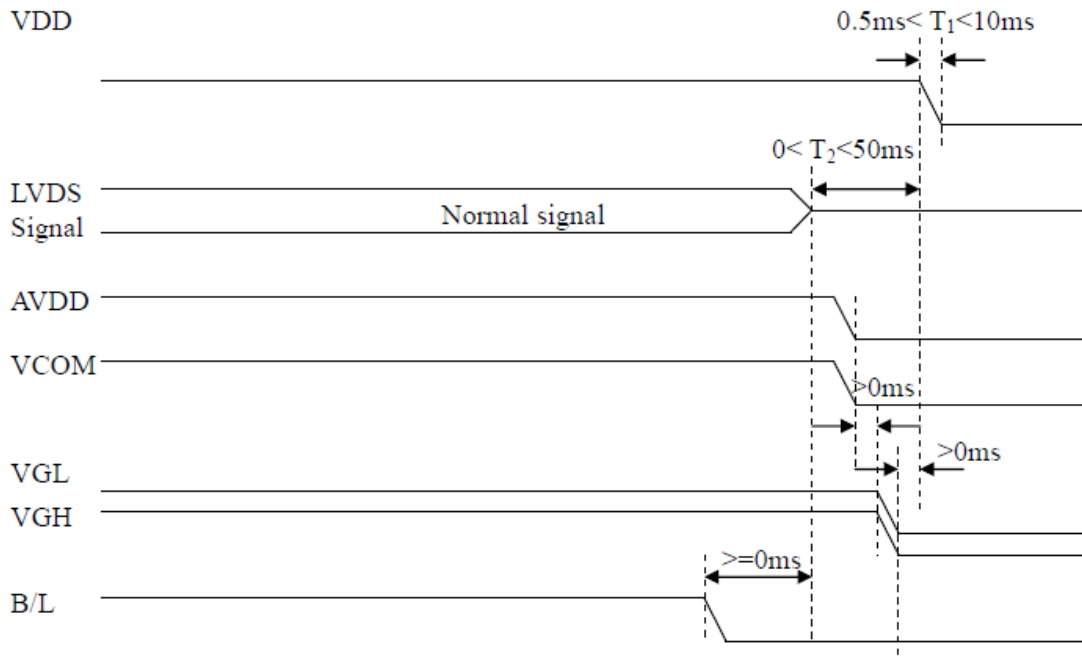 VDD
0.5ms< T₁<10ms
0< T₂<50ms
LVDS
Signal
Normal signal
AVDD
VCOM
>0ms
>0ms
VGL
VGH
>=0ms
B/L